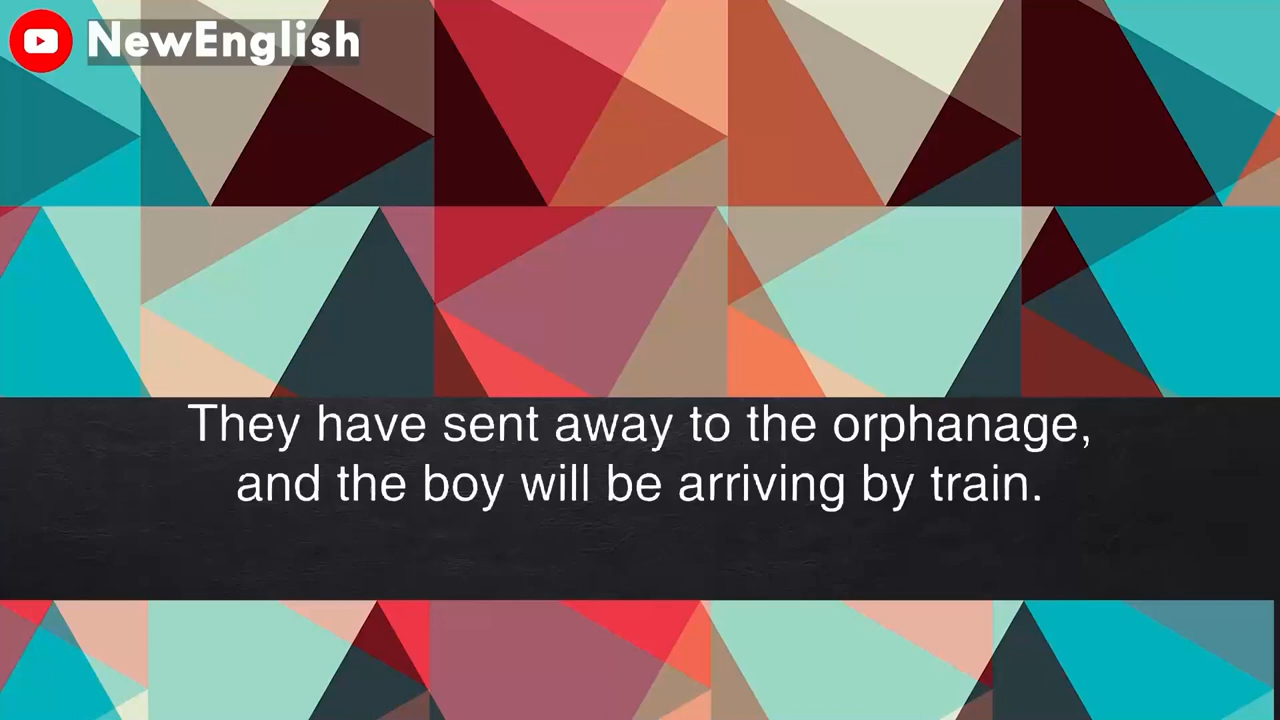 NewEnglish
They have sent away to the orphanage,
and the boy will be arriving by train.